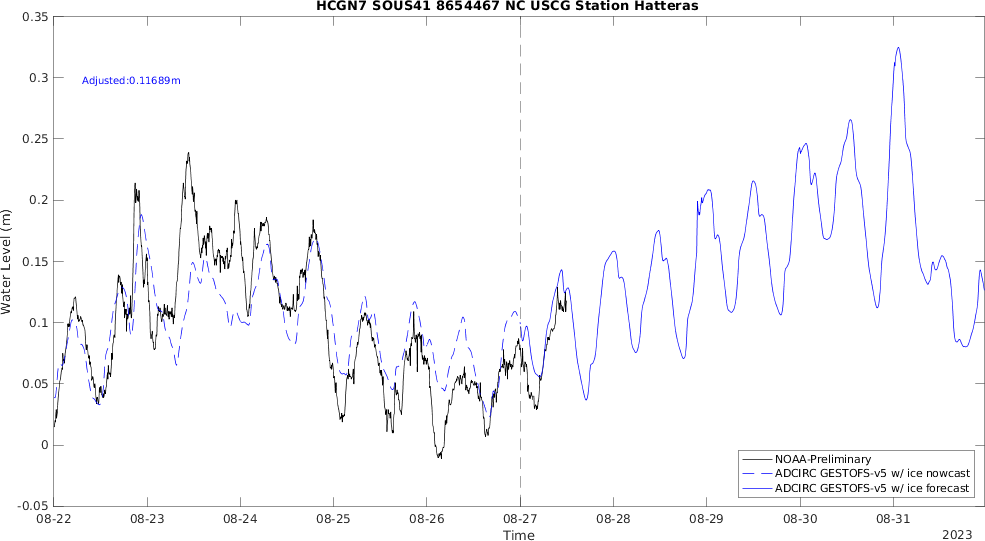 HCGN7 SOUS41 8654467 NC USCG Station Hatteras
0.35
0.3
0.25
0.2
0.15
0.1
0.05
0
-0.05
Water Level (m)
Adjusted:0.11689m
NOAA-Preliminary
ADCIRC GESTOFS-v5 w/ ice nowcast
ADCIRC GESTOFS-v5 w/ ice forecast
08-22 08-23 08-24 08-25 08-26 08-27 08-28 08-29 08-30 08-31
Time
2023